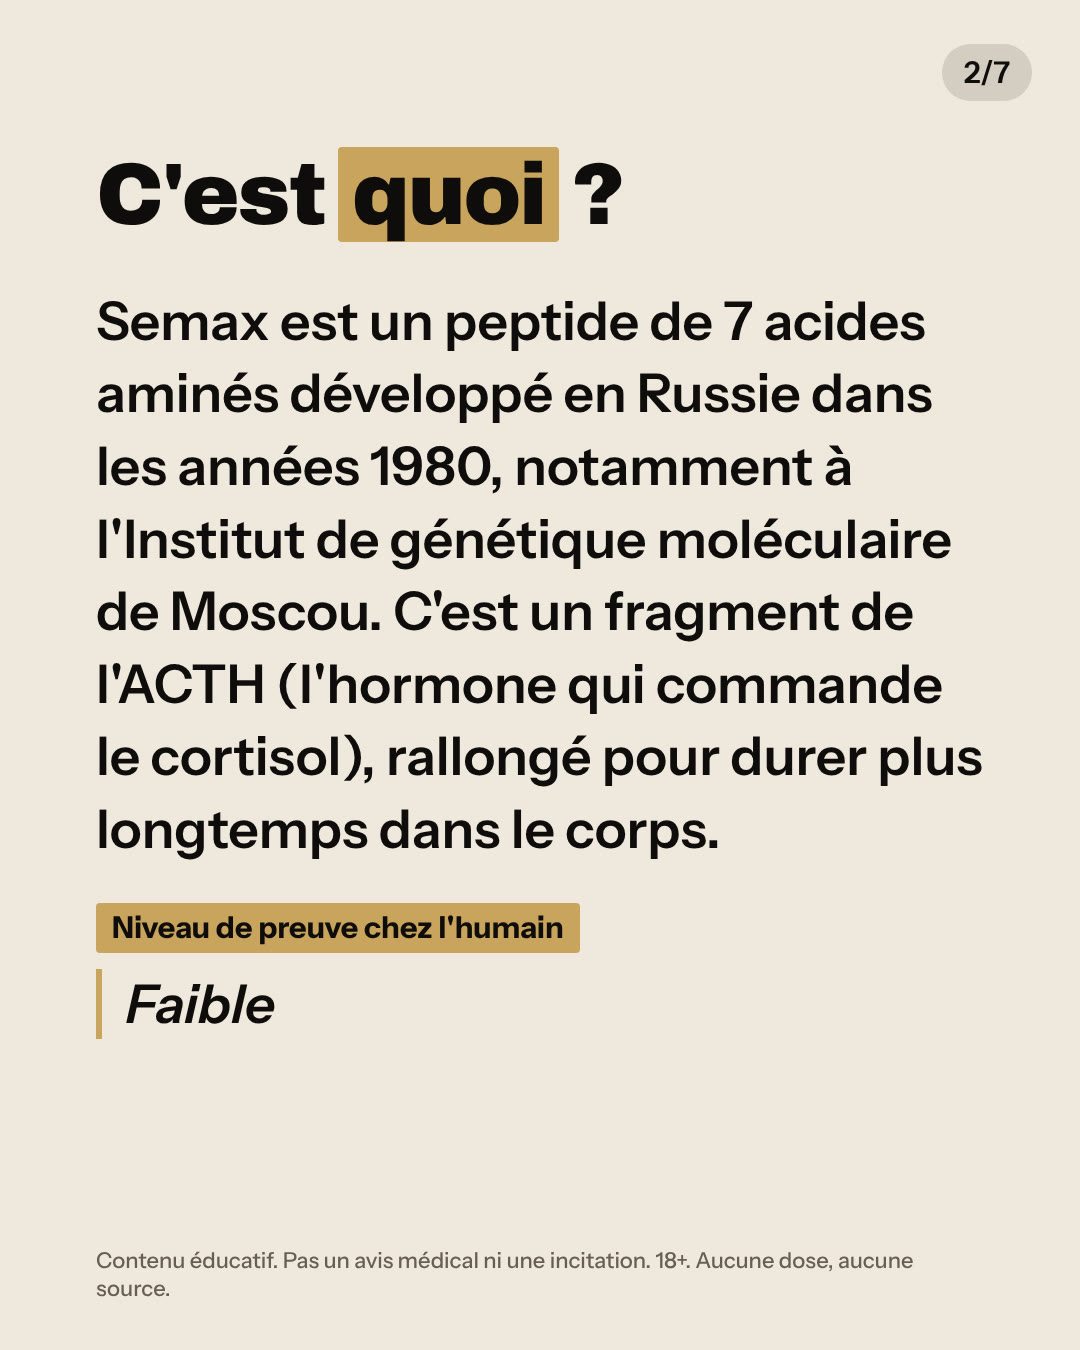 2/7
C'est quoi ?
Semax est un peptide de 7 acides
aminés développé en Russie dans
les années 1980, notamment à
l'Institut de génétique moléculaire
de Moscou. C'est un fragment de
l'ACTH (l'hormone qui commande
le cortisol), rallongé pour durer plus
longtemps dans le corps.
Niveau de preuve chez l'humain
Faible
Contenu éducatif. Pas un avis médical ni une incitation. 18+. Aucune dose, aucune
source.